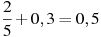 2/5 + 0,3 = 0,5